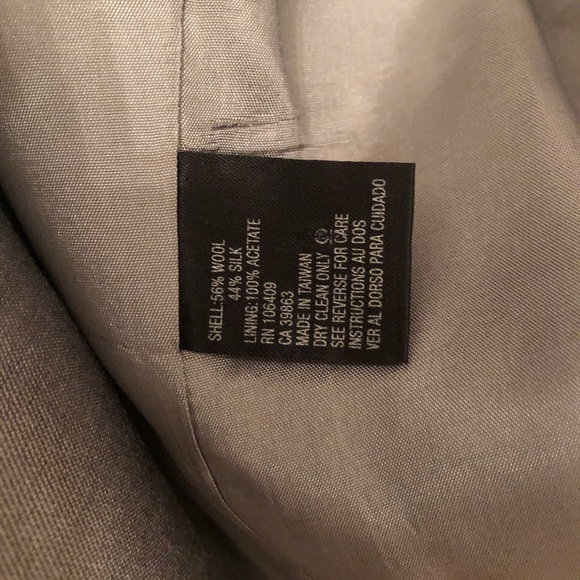 SHELL:56% WOOL
44% SILK
LINING:100% ACETATE
RN 106409
CA 39863
MADE IN TAIWAN
DRY CLEAN ONLY
SEE REVERSE FOR CARE
INSTRUCTIONS AU DOS
VER AL DORSO PARA CUIDADO